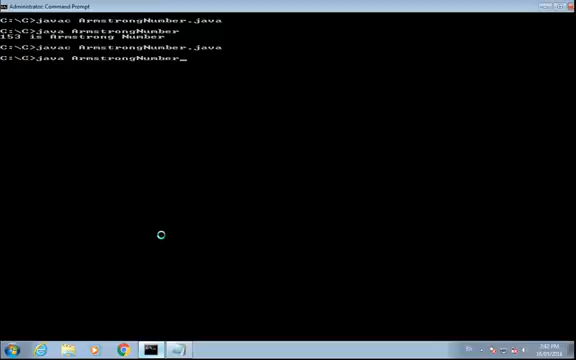 Administrator: Command Prompt
C:\C>javac ArmstrongNumber.java
C:\C>java ArmstrongNumber
153 is Armstrong Number
C:\C>javac ArmstrongNumber.java
C:\C>java ArmstrongNumber_
EN
7:42 PM